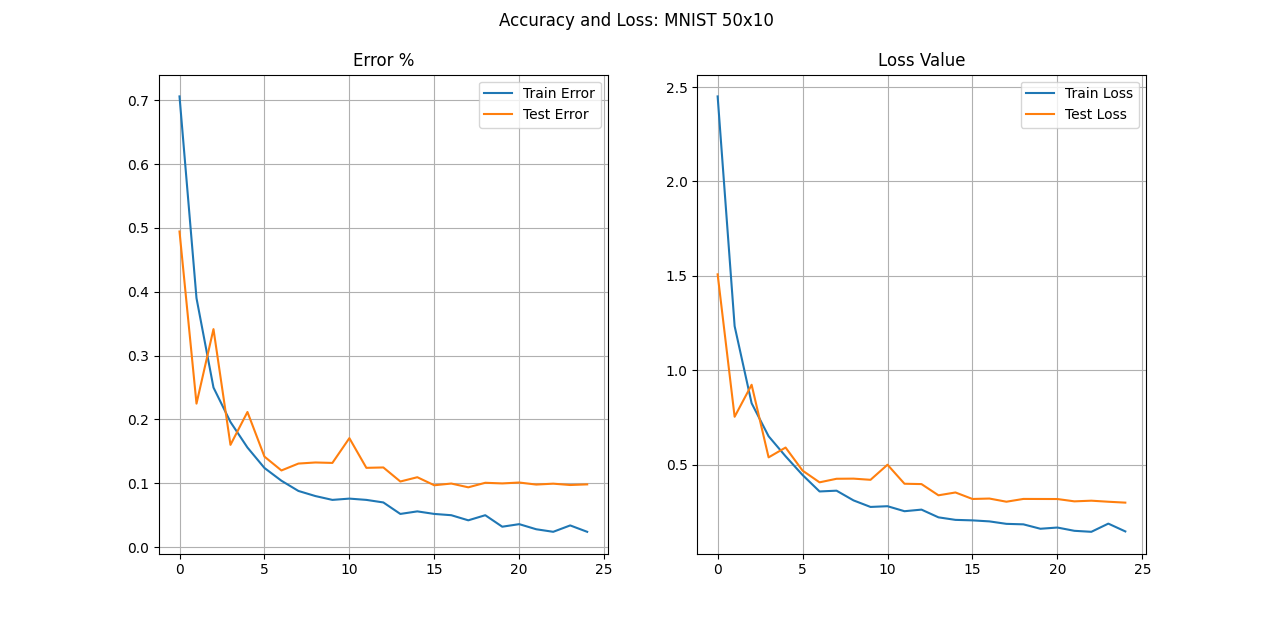 Accuracy and Loss: MNIST 50x10
Error %
Train Error
Test Error
0.7
0.6
0.5
0.4
0.3
0.2
0.1
0.0
0 5 10 15 20 25
Loss Value
Train Loss
Test Loss
2.5
2.0
1.5
1.0
0.5
0 5 10 15 20 25